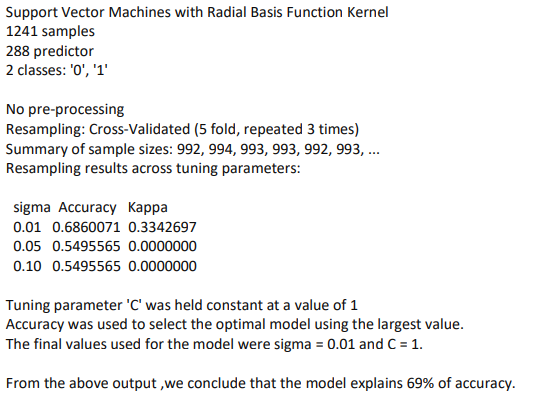 Support Vector Machines with Radial Basis Function Kernel
1241 samples
288 predictor
2 classes: '0', '1'
No pre-processing
Resampling: Cross-Validated (5 fold, repeated 3 times)
Summary of sample sizes: 992, 994, 993, 993, 992, 993, ...
Resampling results across tuning parameters:
sigma Accuracy Kappa
0.01 0.6860071 0.3342697
0.05 0.5495565 0.0000000
0.10 0.5495565 0.0000000
Tuning parameter 'C' was held constant at a value of 1
Accuracy was used to select the optimal model using the largest value.
The final values used for the model were sigma = 0.01 and C = 1.
From the above output ,we conclude that the model explains 69% of accuracy.